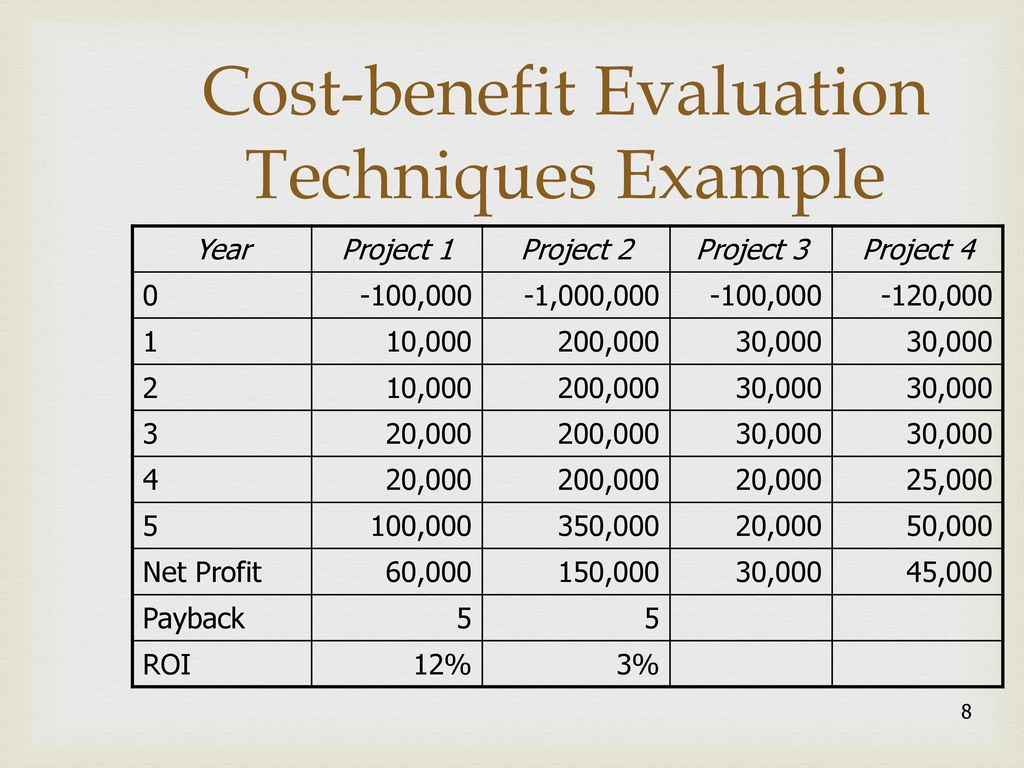 Cost-benefit Evaluation
Techniques Example
Year Project 1 Project 2 Project 3 Project 4
0 -100,000 -1,000,000 -100,000 -120,000
1 10,000 200,000 30,000 30,000
2 10,000 200,000 30,000 30,000
3 20,000 200,000 30,000 30,000
4 20,000 200,000 20,000 25,000
5 100,000 350,000 20,000 50,000
Net Profit 60,000 150,000 30,000 45,000
Payback 5 5
ROI 12% 3%
8